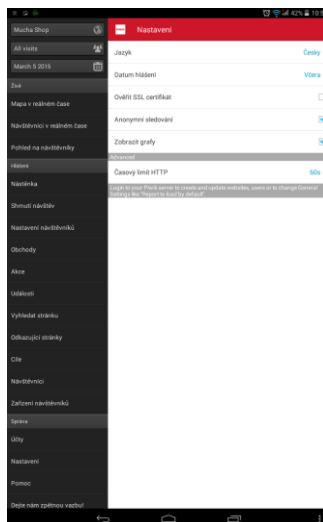 42% 10:5
Mucha Shop
All visits
March 5 2015
Živě
Mapa v reálném čase
Návštěvníci v reálném čase
Pohled na návštěvníky
Hlášení
Nástěnka
Shrnutí návštěv
Nastavení návštěvníků
Obchody
Akce
Události
Vyhledat stránku
Odkazující stránky
Cíle
Návštěvníci
Zařízení návštěvníků
Správa
Účty
Nastavení
Pomoc
Dejte nám zpětnou vazbu!
Nastavení
Jazyk
Česky
Datum hlášení
Včera
Ověřit SSL certifikát
Anonymní sledování
Zobrazit grafy
Advanced
Časový limit HTTP
60s
Login to your Piwik server to create and update websites, users or to change General
Settings like "Report to load by default".